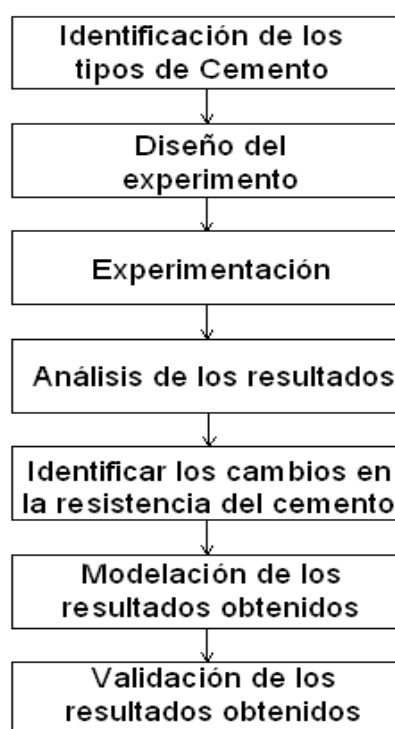 Identificación de los
tipos de Cemento
Diseño del
experimento
Experimentación
Análisis de los resultados
Identificar los cambios en
la resistencia del cemento
Modelación de los
resultados obtenidos
Validación de los
resultados obtenidos